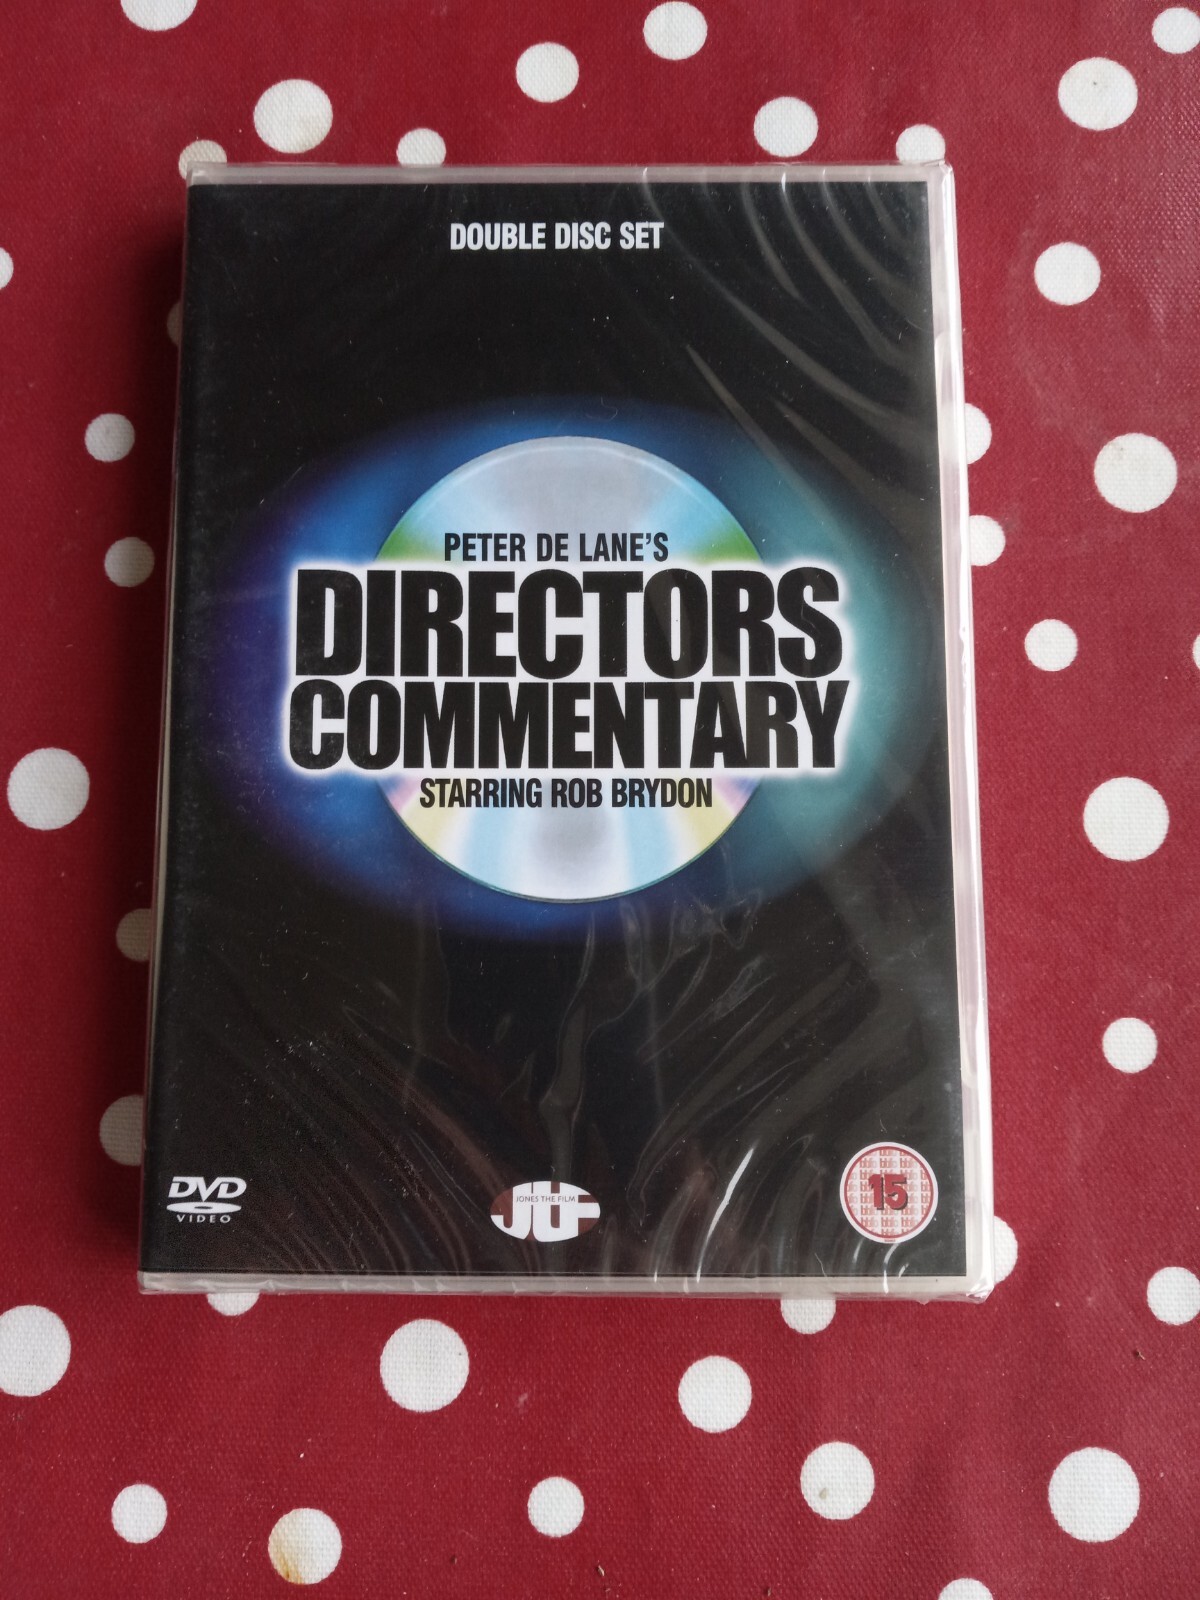 DOUBLE DISC SET
PETER DE LANE'S
DIRECTORS
COMMENTARY
STARRING ROB BRYDON
DVD
VIDEO
JONES THE FILM
JTF
15